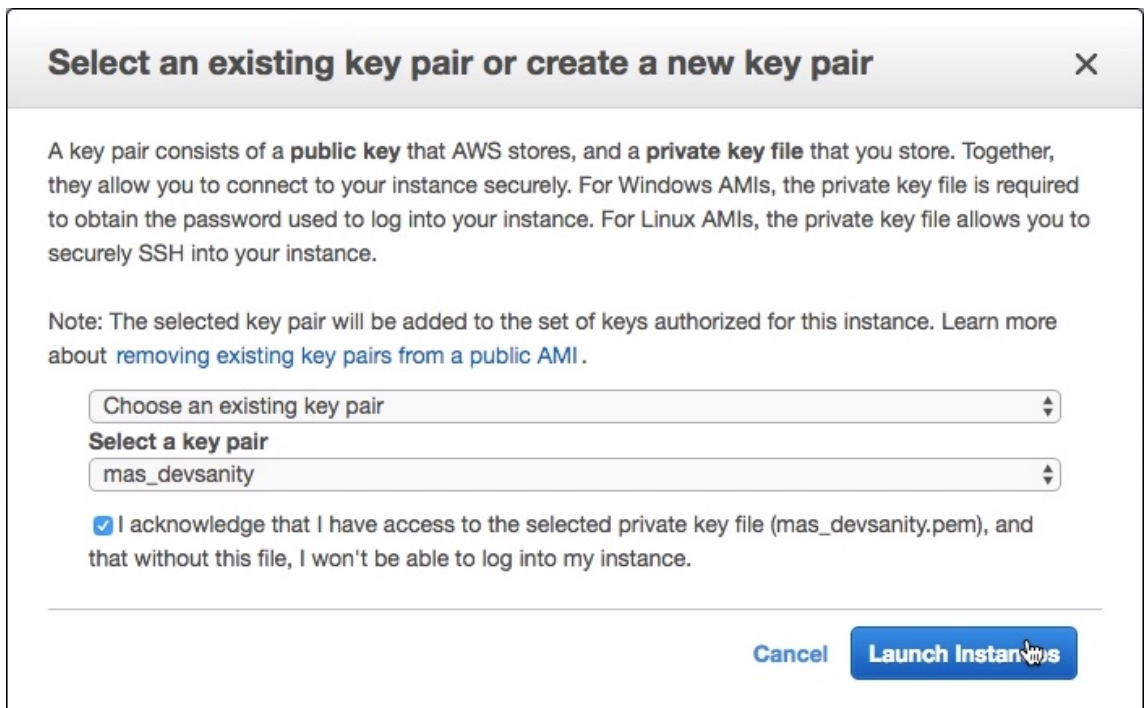 Select an existing key pair or create a new key pair
A key pair consists of a public key that AWS stores, and a private key file that you store. Together,
they allow you to connect to your instance securely. For Windows AMIs, the private key file is required
to obtain the password used to log into your instance. For Linux AMIs, the private key file allows you to
securely SSH into your instance.
Note: The selected key pair will be added to the set of keys authorized for this instance. Learn more
about removing existing key pairs from a public AMI.
Choose an existing key pair
Select a key pair
mas_devsanity
I acknowledge that I have access to the selected private key file (mas_devsanity.pem), and
that without this file, I won't be able to log into my instance.
Cancel Launch Instances